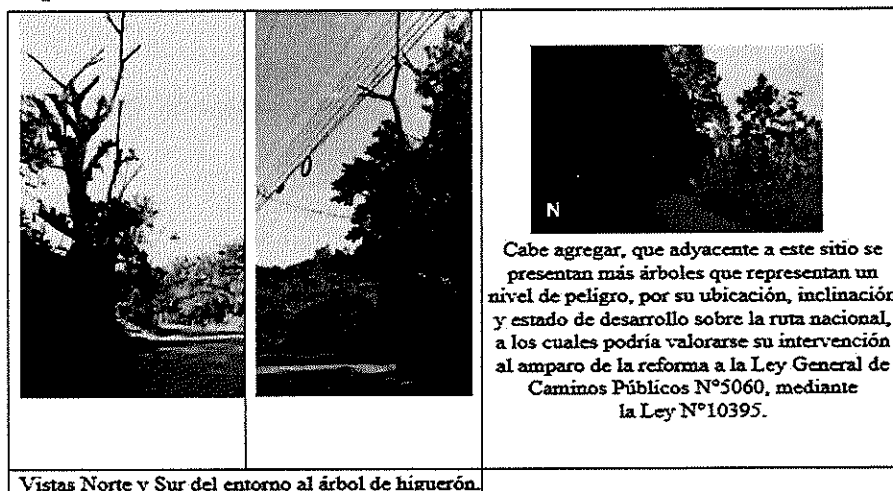 N
Cabe agregar, que adyacente a este sitio se
presentan más árboles que representan un
nivel de peligro, por su ubicación, inclinación
y estado de desarrollo sobre la ruta nacional,
a los cuales podría valorarse su intervención
al amparo de la reforma a la Ley General de
Caminos Públicos N°5060, mediante
la Ley N°10395.
Vistas Norte y Sur del entorno al árbol de higuerón.